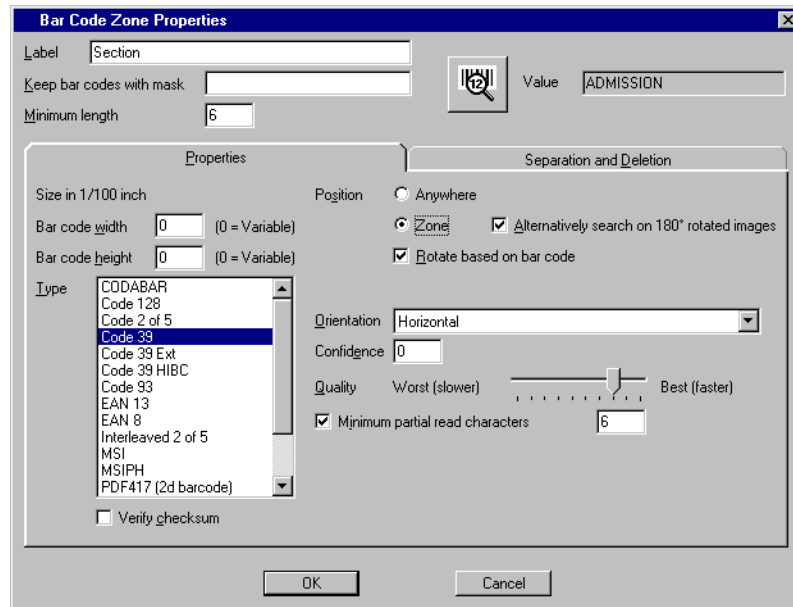 Bar Code Zone Properties
Label Section
Keep bar codes with mask
Value ADMISSION
Minimum length 6
12
Properties
Separation and Deletion
Size in 1/100 inch
Position Anywhere
Bar code width 0 (0 = Variable)
Zone Alternatively search on 180° rotated images
Bar code height 0 (0 = Variable)
Rotate based on bar code
Type
CODABAR
Code 128
Code 2 of 5
Code 39
Code 39 Ext
Code 39 HIBC
Code 93
EAN 13
EAN 8
Interleaved 2 of 5
MSI
MSIPH
PDF417 (2d barcode)
Verify checksum
Orientation Horizontal
Confidence 0
Quality Worst (slower) Best (faster)
Minimum partial read characters 6
OK
Cancel